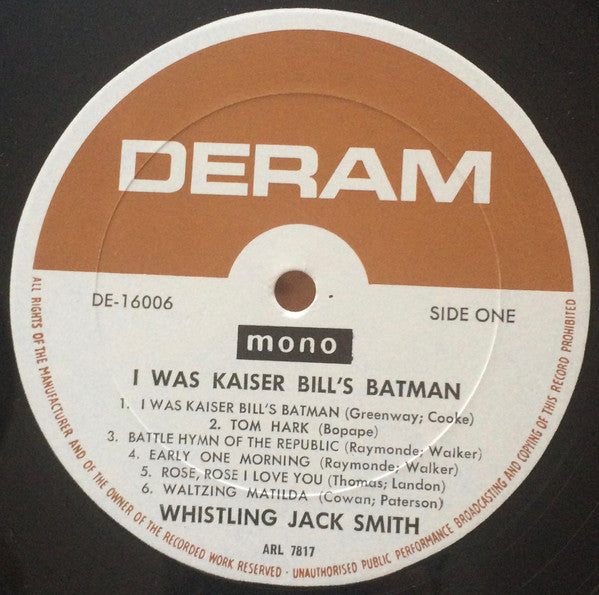 DERAM
DE-16006
SIDE ONE
mono
I WAS KAISER BILL'S BATMAN
1. I WAS KAISER BILL'S BATMAN (Greenway; Cooke)
2. TOM HARK (Bopape)
3. BATTLE HYMN OF THE REPUBLIC (Raymonde; Walker)
4. EARLY ONE MORNING (Raymonde; Walker)
5. ROSE, ROSE I LOVE YOU (Thomas; Landon)
6. WALTZING MATILDA (Cowan; Paterson)
WHISTLING JACK SMITH
ARL 7817
ALL RIGHTS OF THE MANUFACTURER AND OF THE OWNER OF THE RECORDED WORK RESERVED · UNAUTHORISED PUBLIC PERFORMANCE BROADCASTING AND COPYING OF THIS RECORD PROHIBITED